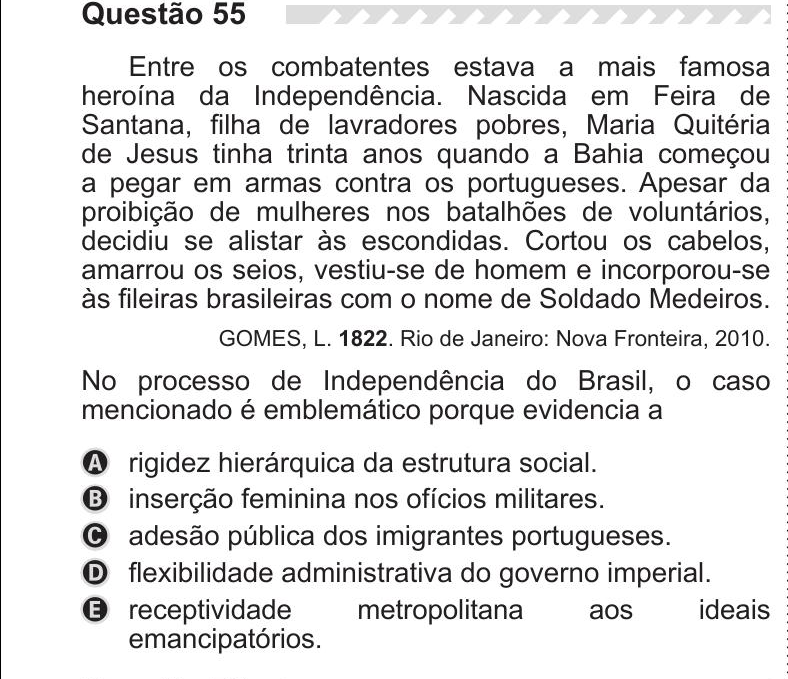 Questão 55
Entre os combatentes estava a mais famosa
heroína da Independência. Nascida em Feira de
Santana, filha de lavradores pobres, Maria Quitéria
de Jesus tinha trinta anos quando a Bahia começou
a pegar em armas contra os portugueses. Apesar da
proibição de mulheres nos batalhões de voluntários,
decidiu se alistar às escondidas. Cortou os cabelos,
amarrou os seios, vestiu-se de homem e incorporou-se
às fileiras brasileiras com o nome de Soldado Medeiros.
GOMES, L. 1822. Rio de Janeiro: Nova Fronteira, 2010.
No processo de Independência do Brasil, o caso
mencionado é emblemático porque evidencia a
A rigidez hierárquica da estrutura social.
B inserção feminina nos ofícios militares.
C adesão pública dos imigrantes portugueses.
D flexibilidade administrativa do governo imperial.
E receptividade metropolitana aos ideais
emancipatórios.